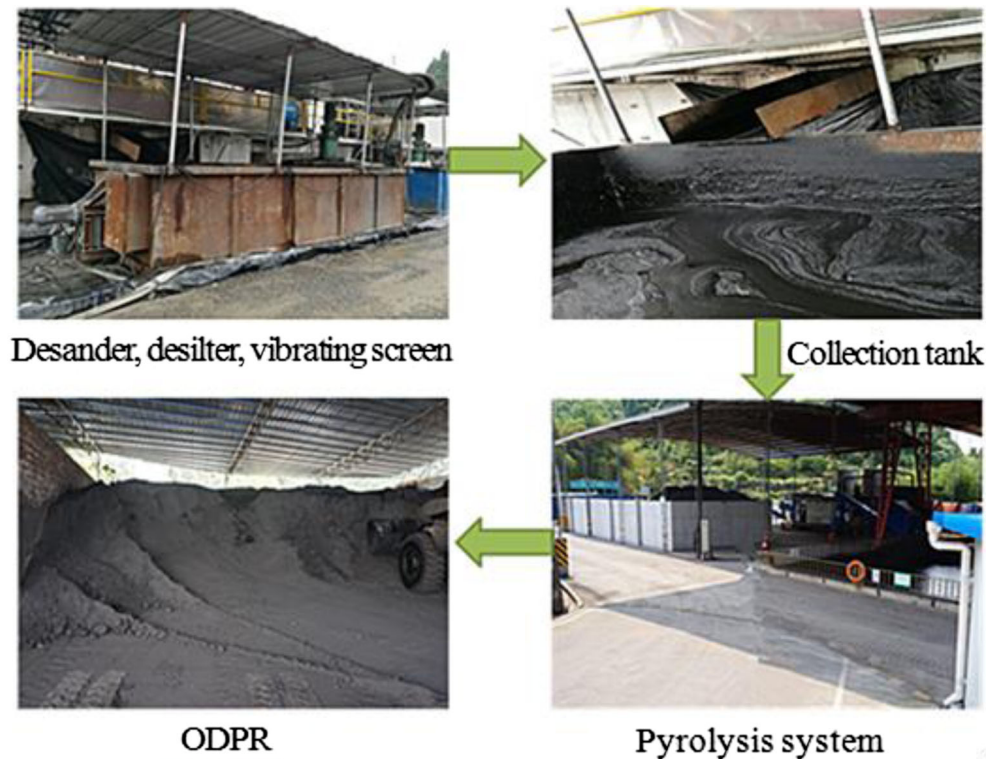 Desander, desilter, vibrating screen
Collection tank
ODPR
Pyrolysis system